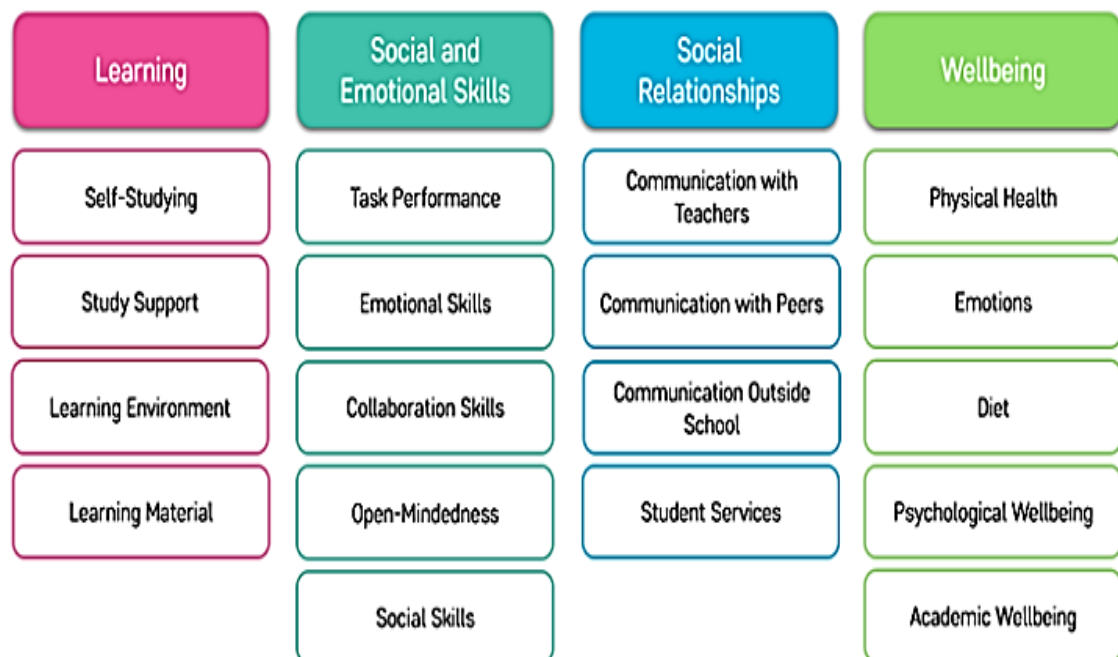 Learning
Self-Studying
Study Support
Learning Environment
Learning Material
Social and
Emotional Skills
Task Performance
Emotional Skills
Collaboration Skills
Open-Mindedness
Social Skills
Social
Relationships
Communication with
Teachers
Communication with Peers
Communication Outside
School
Student Services
Wellbeing
Physical Health
Emotions
Diet
Psychological Wellbeing
Academic Wellbeing